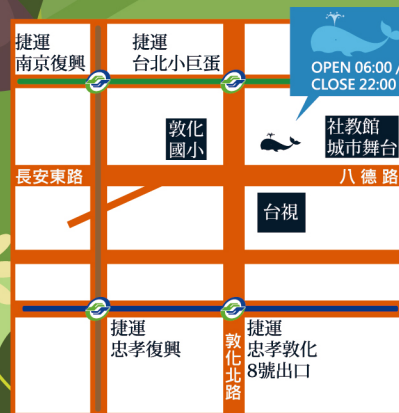 捷運
南京復興
捷運
台北小巨蛋
OPEN 06:00 /
CLOSE 22:00
敦化
國小
社教館
城市舞台
長安東路
八德路
台視
捷運
忠孝復興
敦化北路
捷運
忠孝敦化
8號出口